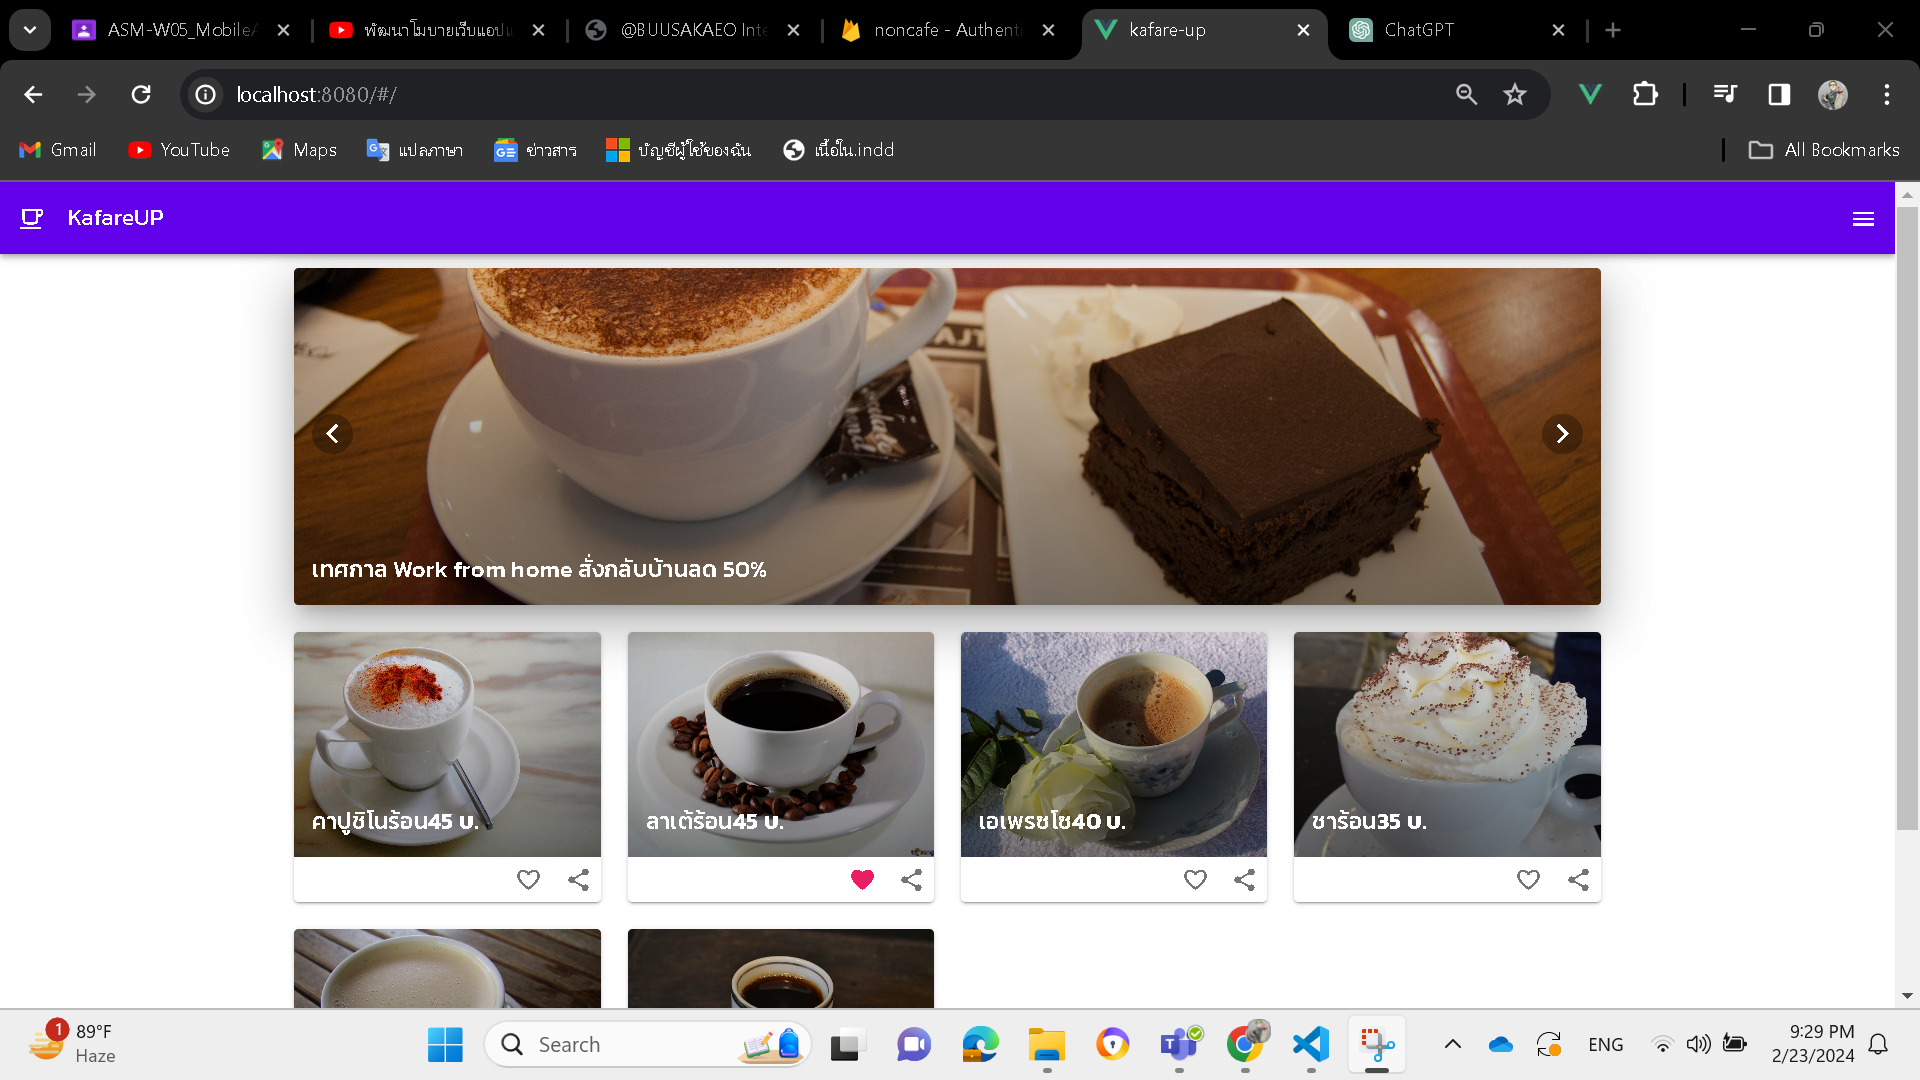 ASM-W05_MobileA
พัฒนาโมบายเว็บแอปแ
@BUUSAKAEO Inte
noncafe - Authenti
kafare-up
ChatGPT
localhost:8080/#/
Gmail
YouTube
Maps
แปลภาษา
ข่าวสาร
บัญชีผู้ใช้ของฉัน
เนื้อใน.indd
All Bookmarks
KafareUP
เทศกาล Work from home สั่งกลับบ้านลด 50%
คาปูชิโนร้อน45 บ.
ลาเต้ร้อน45 บ.
เอเพรซโซ40 บ.
ชาร้อน35 บ.
1
89°F
Haze
Search
ENG
9:29 PM
2/23/2024